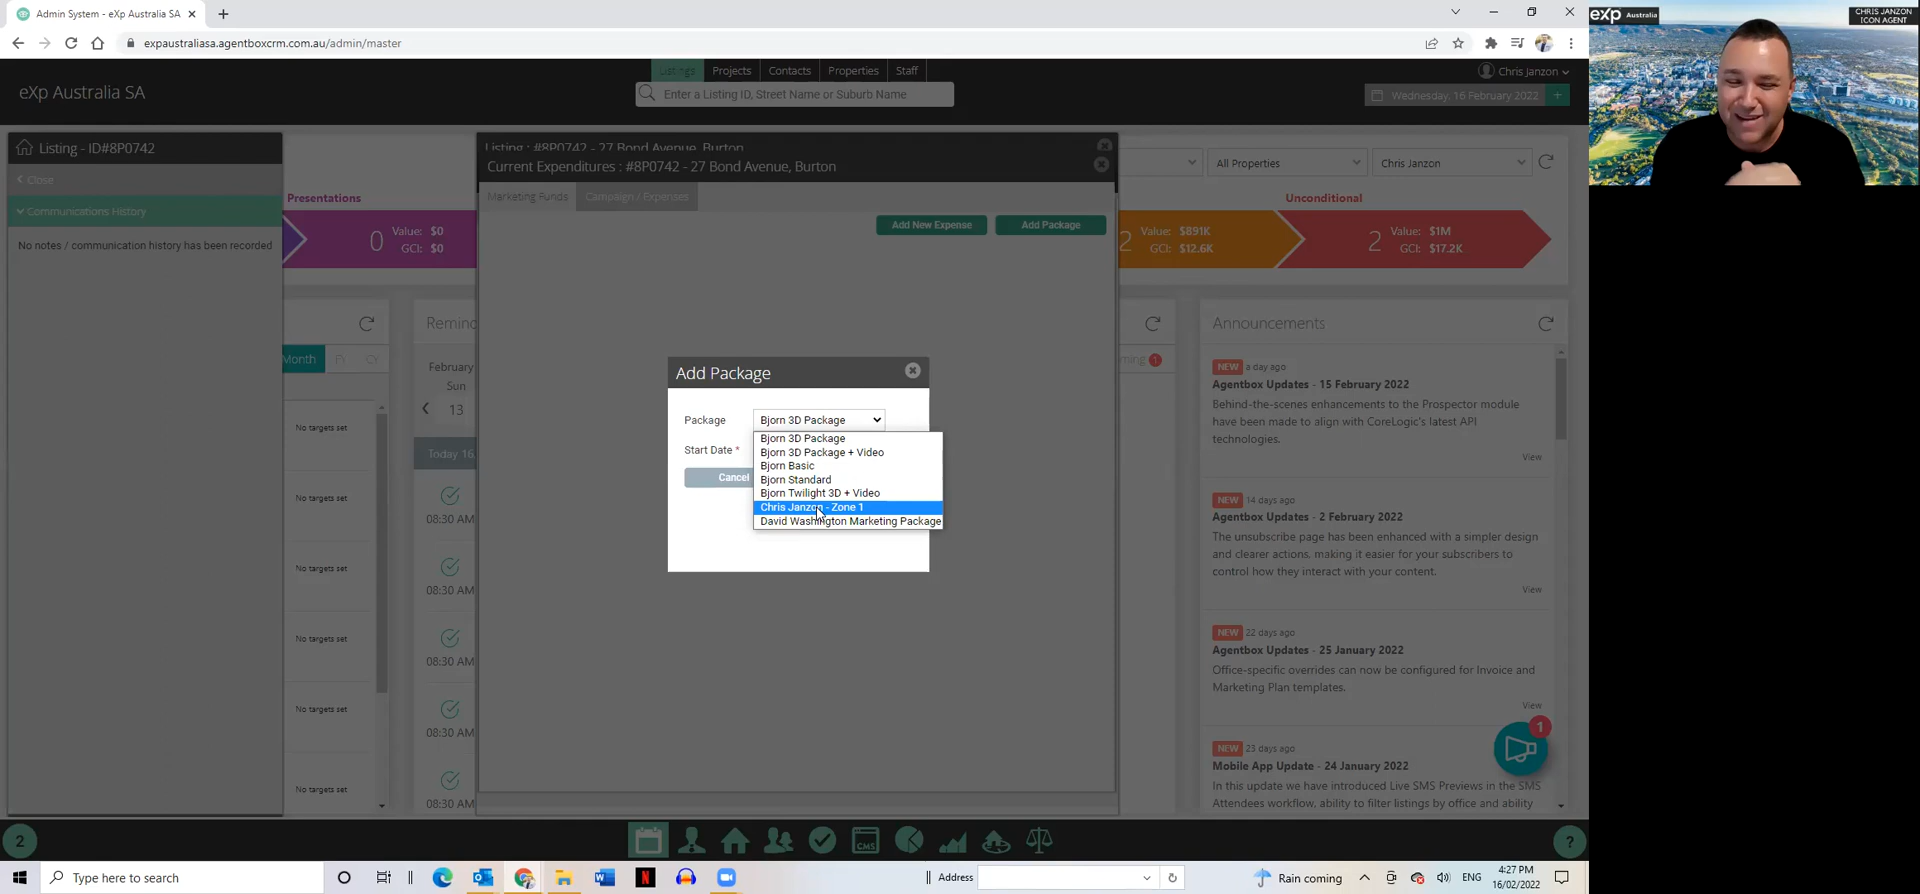 Admin System - eXp Australia SA
expaustraliasa.agentboxcrm.com.au/admin/master
eXp Australia
CHRIS JANZON
ICON AGENT
eXp Australia SA
Listings
Projects
Contacts
Properties
Staff
Enter a Listing ID, Street Name or Suburb Name
Chris Janzon
Wednesday, 16 February 2022
Listing - ID#8P0742
Close
Communications History
No notes / communication history has been recorded
Presentations
0
Value: $0
GCI: $0
Listing : #8P0742 - 27 Bond Avenue, Burton
Current Expenditures : #8P0742 - 27 Bond Avenue, Burton
Marketing Funds
Campaign / Expenses
Add New Expense
Add Package
All Properties
Chris Janzon
Unconditional
2
Value: $891K
GCI: $12.6K
2
Value: $1M
GCI: $17.2K
Month
FY
CY
No targets set
No targets set
No targets set
No targets set
No targets set
No targets set
Remind
February
Sun
13
Today 16
08:30 AM
08:30 AM
08:30 AM
08:30 AM
08:30 AM
Add Package
Package
Bjorn 3D Package
Start Date *
Cancel
Bjorn 3D Package
Bjorn 3D Package + Video
Bjorn Basic
Bjorn Standard
Bjorn Twilight 3D + Video
Chris Janzon - Zone 1
David Washington Marketing Package
1
Announcements
NEW a day ago
Agentbox Updates - 15 February 2022
Behind-the-scenes enhancements to the Prospector module
have been made to align with CoreLogic's latest API
technologies.
View
NEW 14 days ago
Agentbox Updates - 2 February 2022
The unsubscribe page has been enhanced with a simpler design
and clearer actions, making it easier for your subscribers to
control how they interact with your content.
View
NEW 22 days ago
Agentbox Updates - 25 January 2022
Office-specific overrides can now be configured for Invoice and
Marketing Plan templates.
View
NEW 23 days ago
Mobile App Update - 24 January 2022
In this update we have introduced Live SMS Previews in the SMS
Attendees workflow, ability to filter listings by office and ability
1
2
CMS
?
Type here to search
Address
Rain coming
ENG
4:27 PM
16/02/2022